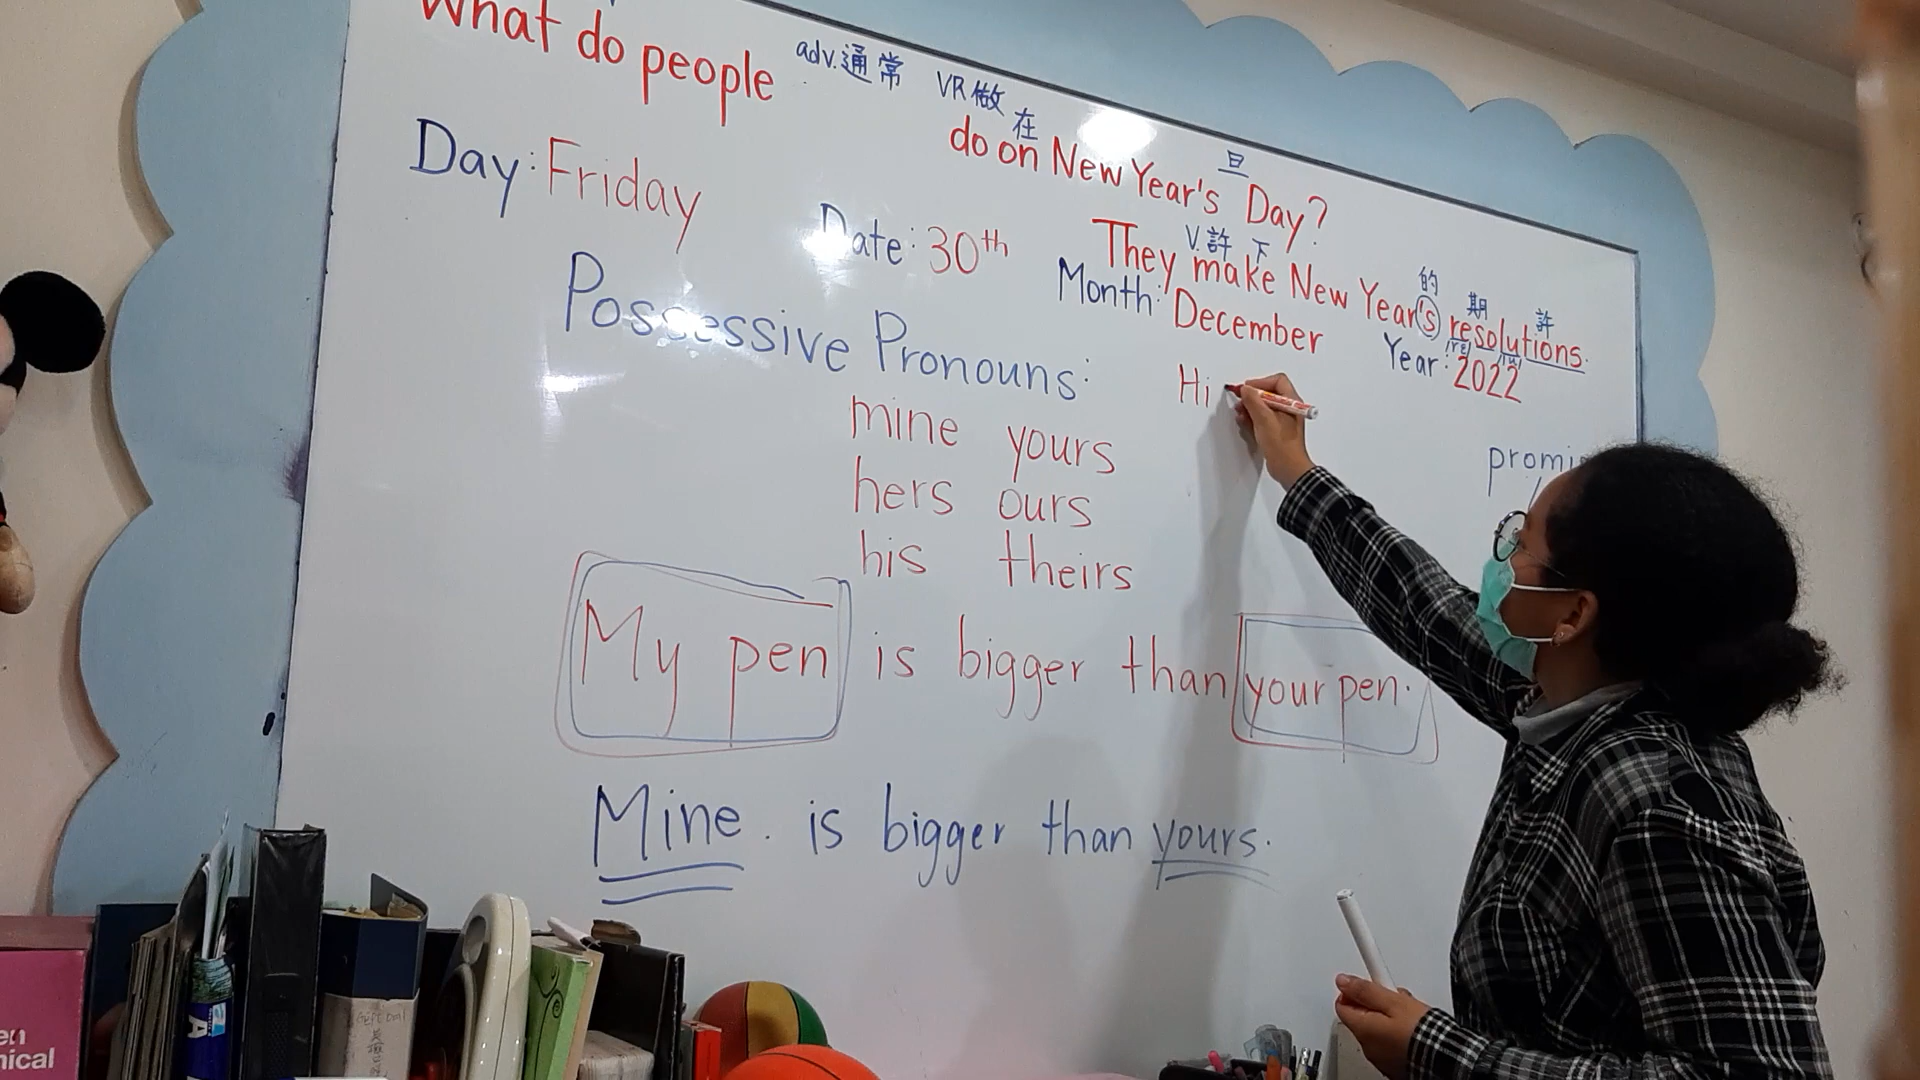 What do people
adv.通常 VR做
在
do on New Year's Day?
旦
Day: Friday
Date: 30th
They make New Year's resolutions.
V.許下
的 期 許
Month: December
Year: 2022
/re/ /lu/
Possessive Pronouns:
Hi
mine yours
hers ours
his theirs
My pen is bigger than your pen.
Mine. is bigger than yours.